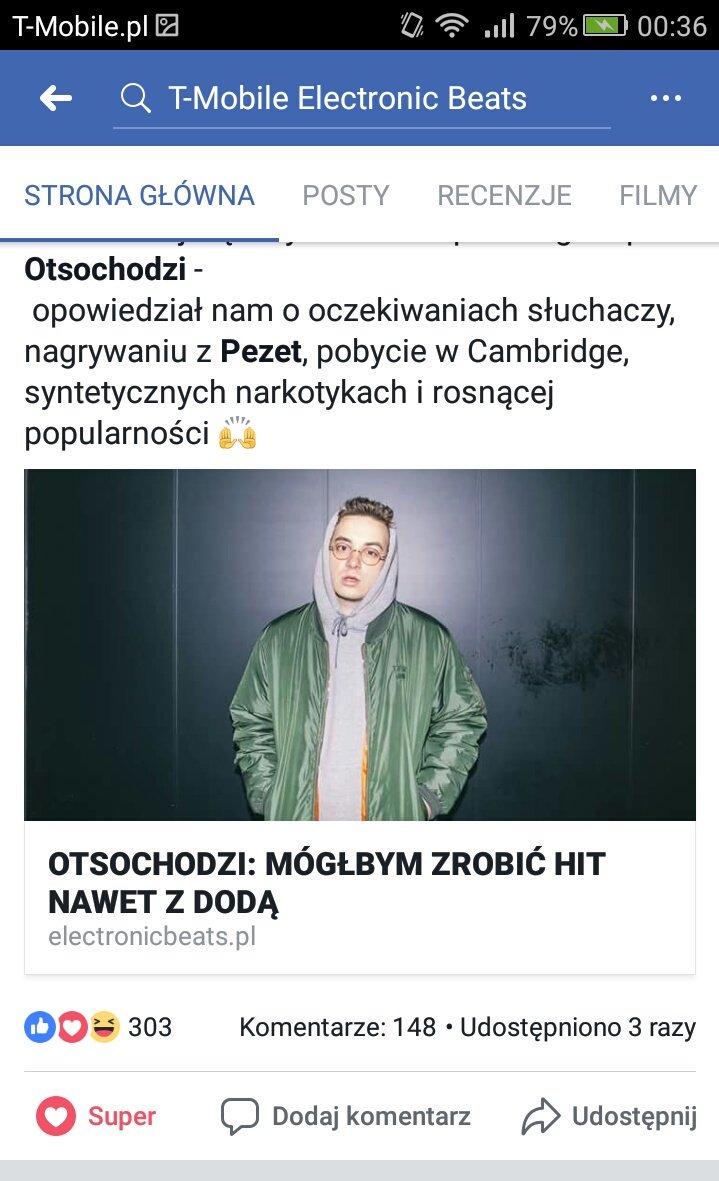 T-Mobile.pl 79% 00:36
T-Mobile Electronic Beats
STRONA GŁÓWNA POSTY RECENZJE FILMY
Otsochodzi -
opowiedział nam o oczekiwaniach słuchaczy,
nagrywaniu z Pezet, pobycie w Cambridge,
syntetycznych narkotykach i rosnącej
popularności 🙌
OTSOCHODZI: MÓGŁBYM ZROBIĆ HIT
NAWET Z DODĄ
electronicbeats.pl
303 Komentarze: 148 • Udostępniono 3 razy
Super Dodaj komentarz Udostępnij